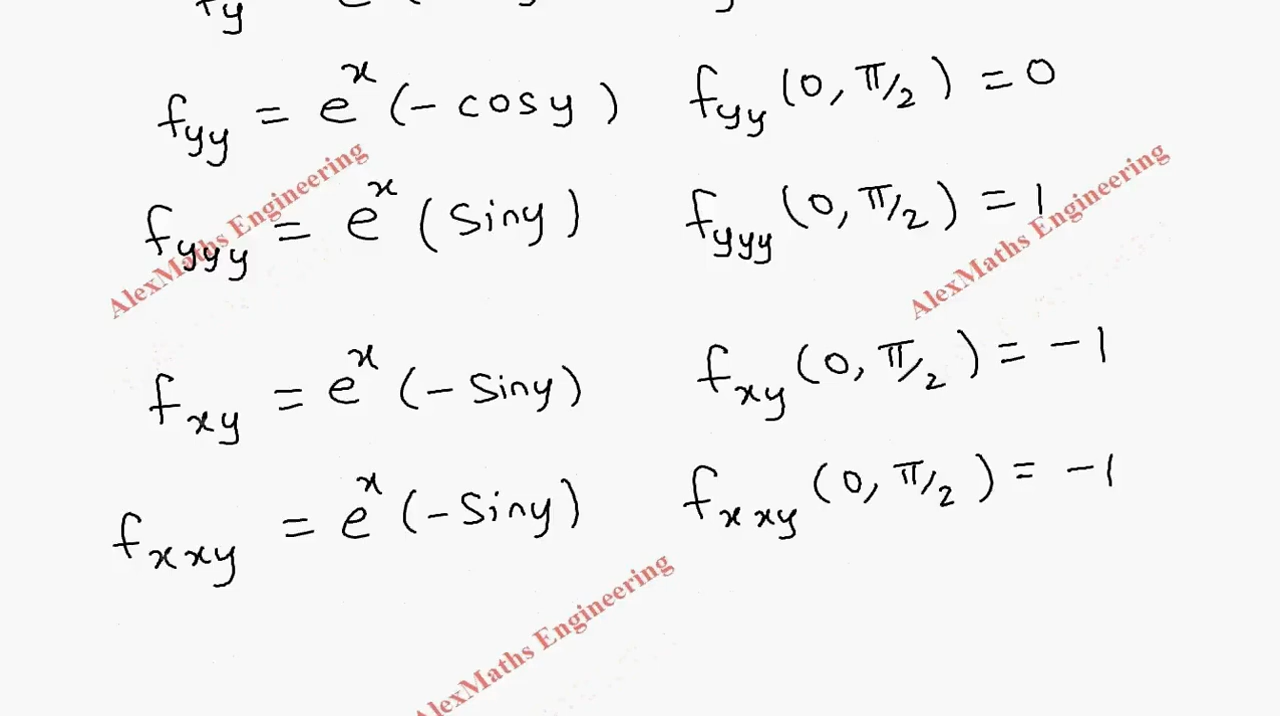 f_y
f_yy = e^x (- cos y) f_yy (0, π/2) = 0
f_yyy = e^x (sin y) f_yyy (0, π/2) = 1
AlexMaths Engineering AlexMaths Engineering
f_xy = e^x (- sin y) f_xy (0, π/2) = -1
f_xxy = e^x (- sin y) f_xxy (0, π/2) = -1
AlexMaths Engineering